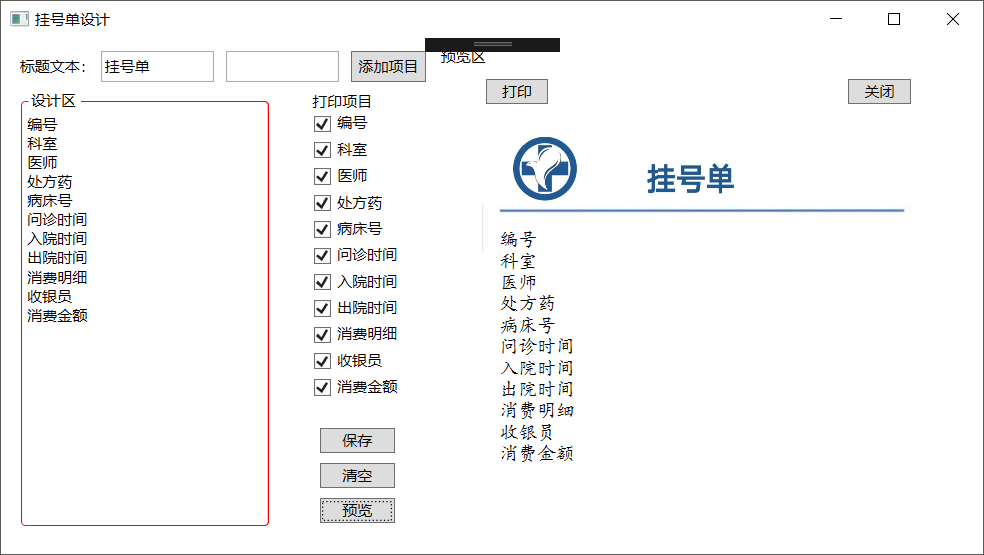 挂号单设计
标题文本： 挂号单 添加项目
预览区
打印 关闭
设计区
编号
科室
医师
处方药
病床号
问诊时间
入院时间
出院时间
消费明细
收银员
消费金额
打印项目
编号
科室
医师
处方药
病床号
问诊时间
入院时间
出院时间
消费明细
收银员
消费金额
保存
清空
预览
挂号单
编号
科室
医师
处方药
病床号
问诊时间
入院时间
出院时间
消费明细
收银员
消费金额